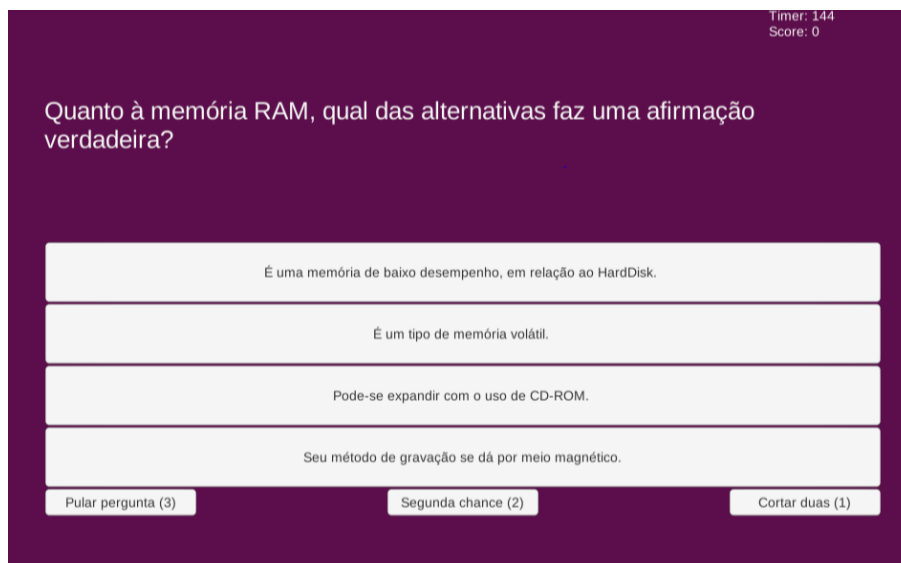 Timer: 144
Score: 0
Quanto à memória RAM, qual das alternativas faz uma afirmação
verdadeira?
É uma memória de baixo desempenho, em relação ao HardDisk.
É um tipo de memória volátil.
Pode-se expandir com o uso de CD-ROM.
Seu método de gravação se dá por meio magnético.
Pular pergunta (3)
Segunda chance (2)
Cortar duas (1)